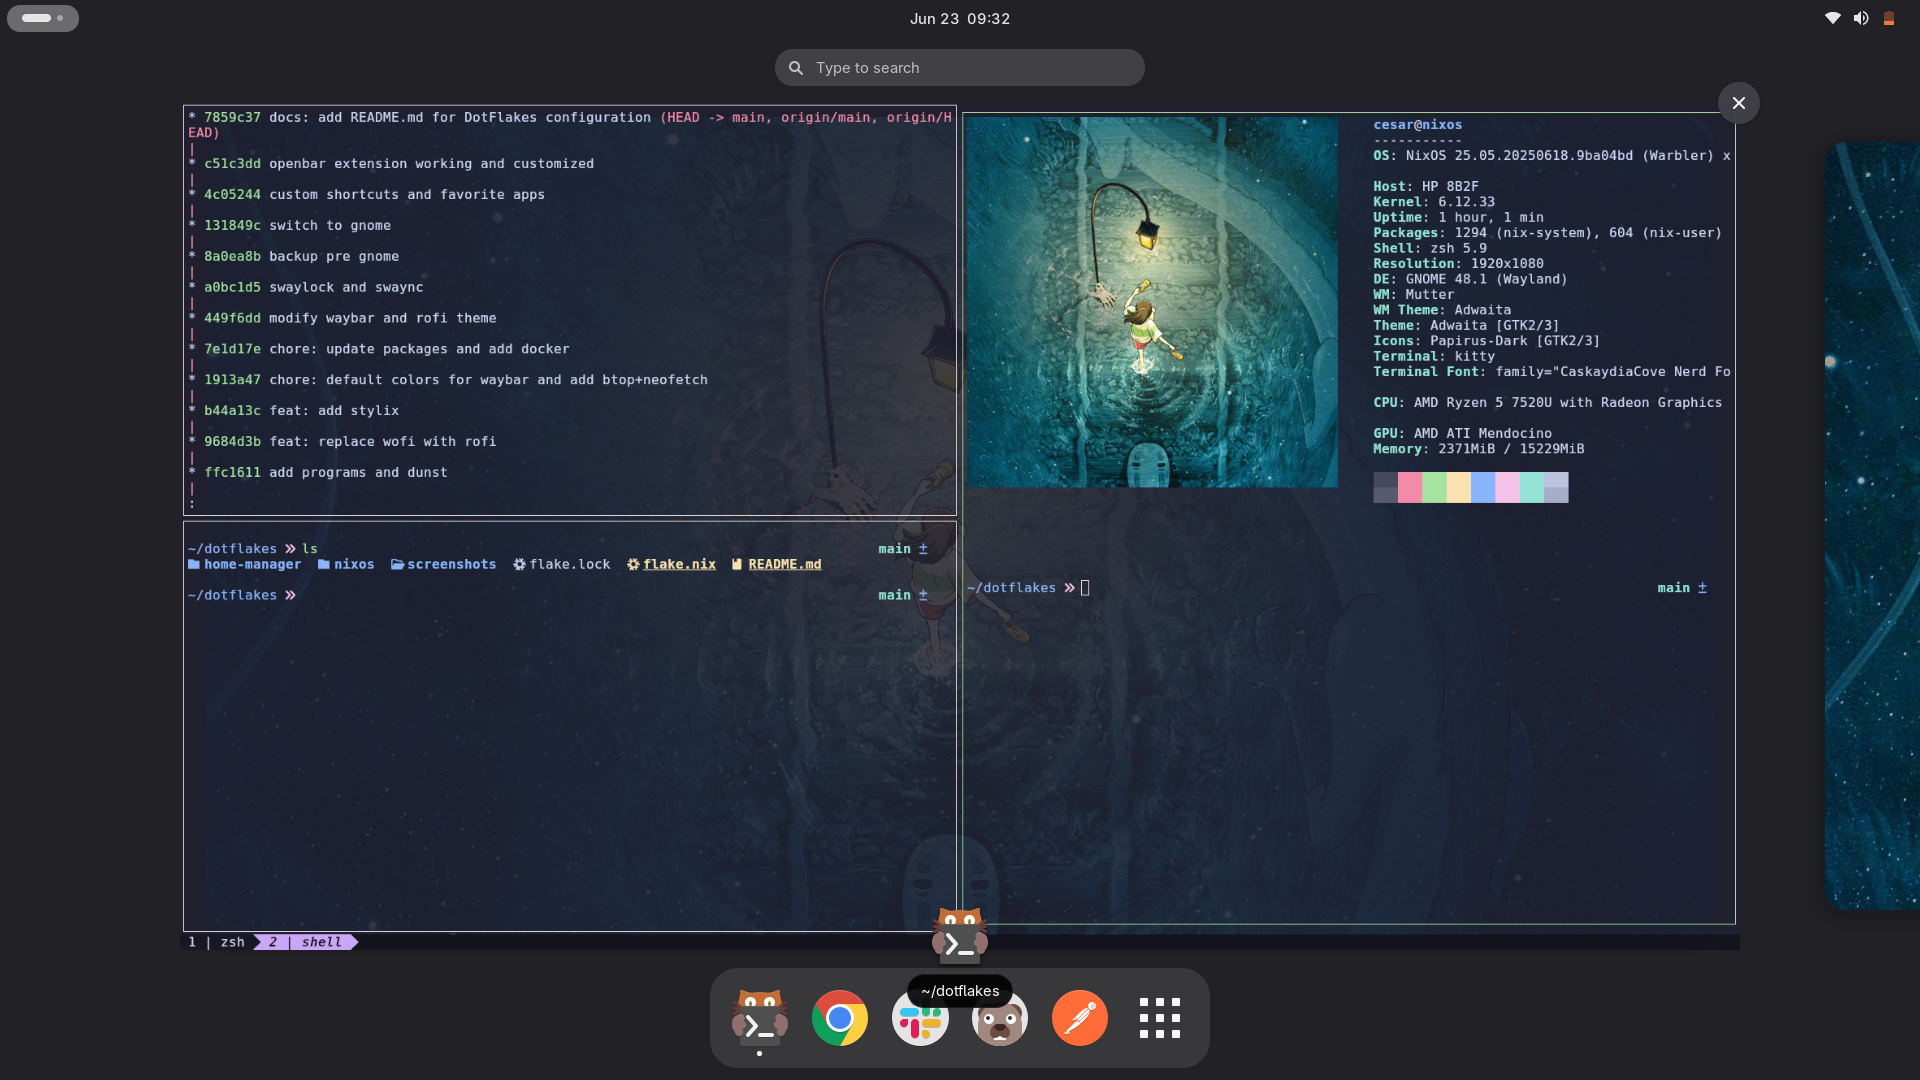 Jun 23 09:32
Type to search
* 7859c37 docs: add README.md for DotFlakes configuration (HEAD -> main, origin/main, origin/H
EAD)
|
* c51c3dd openbar extension working and customized
|
* 4c05244 custom shortcuts and favorite apps
|
* 131849c switch to gnome
|
* 8a0ea8b backup pre gnome
|
* a0bc1d5 swaylock and swaync
|
* 449f6dd modify waybar and rofi theme
|
* 7e1d17e chore: update packages and add docker
|
* 1913a47 chore: default colors for waybar and add btop+neofetch
|
* b44a13c feat: add stylix
|
* 9684d3b feat: replace wofi with rofi
|
* ffc1611 add programs and dunst
|
:
~/dotflakes » ls main ±
home-manager nixos screenshots flake.lock flake.nix README.md
~/dotflakes » main ±
cesar@nixos
-----------
OS: NixOS 25.05.20250618.9ba04bd (Warbler) x
Host: HP 8B2F
Kernel: 6.12.33
Uptime: 1 hour, 1 min
Packages: 1294 (nix-system), 604 (nix-user)
Shell: zsh 5.9
Resolution: 1920x1080
DE: GNOME 48.1 (Wayland)
WM: Mutter
WM Theme: Adwaita
Theme: Adwaita [GTK2/3]
Icons: Papirus-Dark [GTK2/3]
Terminal: kitty
Terminal Font: family="CaskaydiaCove Nerd Fo
CPU: AMD Ryzen 5 7520U with Radeon Graphics
GPU: AMD ATI Mendocino
Memory: 2371MiB / 15229MiB
~/dotflakes » main ±
1 | zsh 2 | shell
~/dotflakes